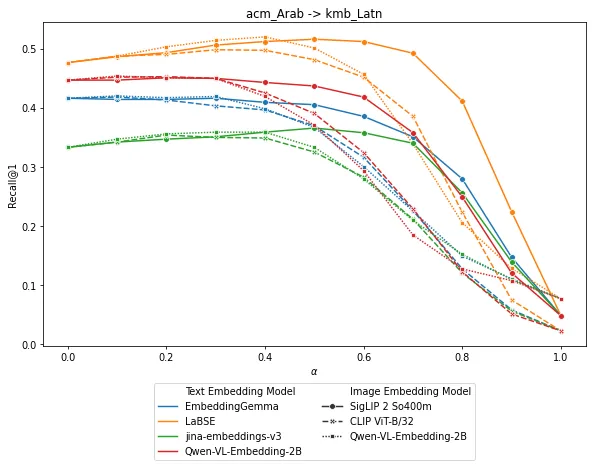 acm_Arab -> kmb_Latn
Recall@1
0.5
0.4
0.3
0.2
0.1
0.0
0.0 0.2 0.4 0.6 0.8 1.0
α
Text Embedding Model Image Embedding Model
EmbeddingGemma SigLIP 2 So400m
LaBSE CLIP ViT-B/32
jina-embeddings-v3 Qwen-VL-Embedding-2B
Qwen-VL-Embedding-2B